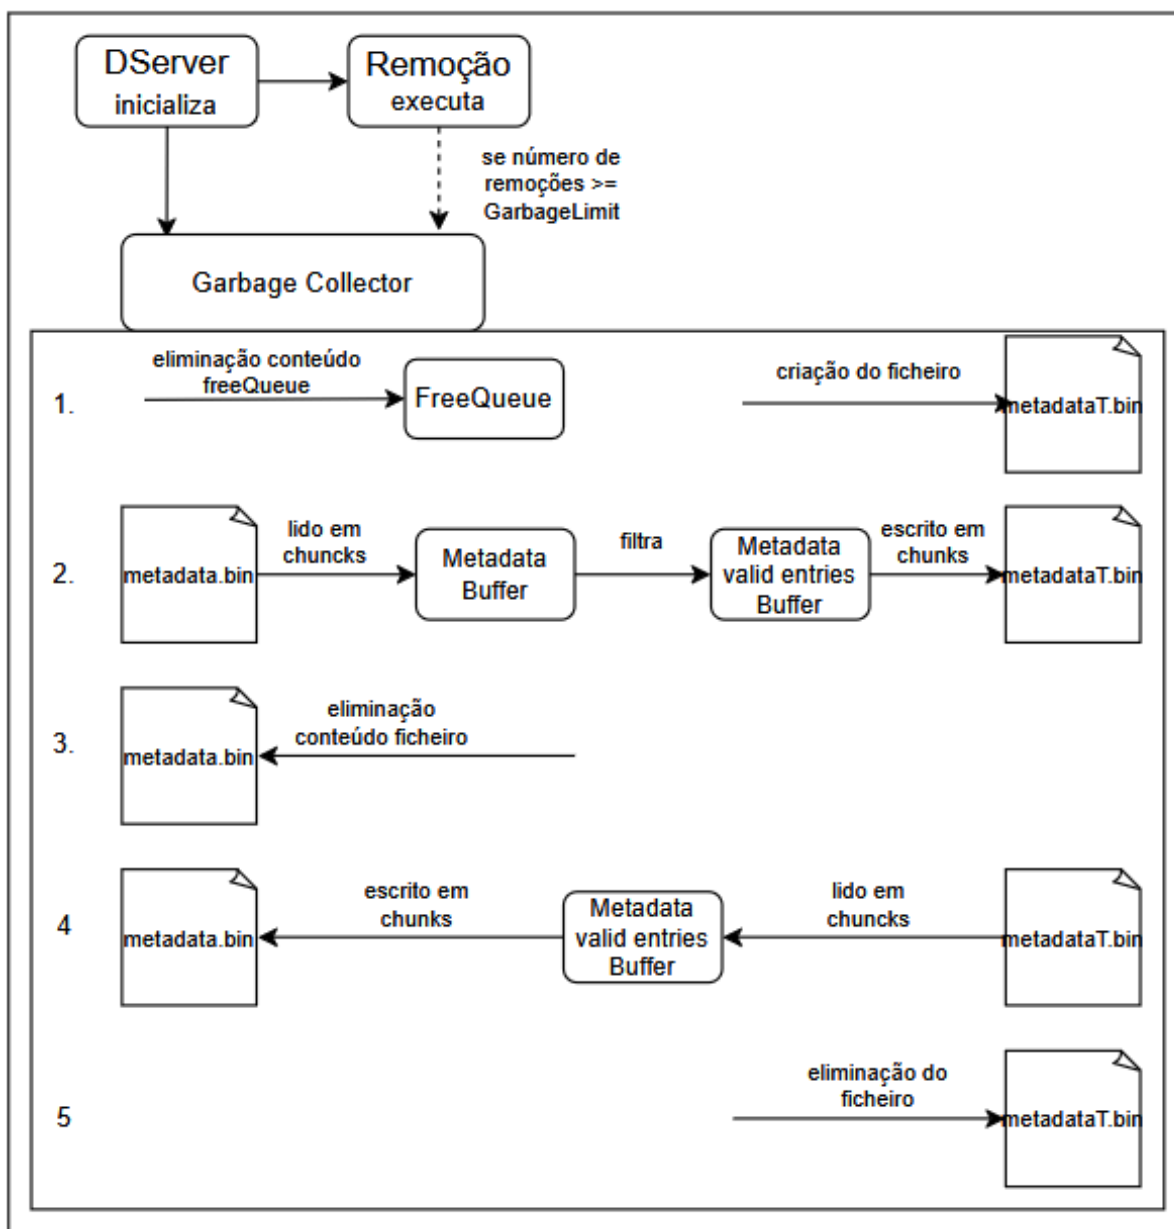 DServer
inicializa
Remoção
executa
se número de
remoções >=
GarbageLimit
Garbage Collector
1.
eliminação conteúdo
freeQueue
FreeQueue
criação do ficheiro
metadataT.bin
2.
metadata.bin
lido em
chuncks
Metadata
Buffer
filtra
Metadata
valid entries
Buffer
escrito em
chunks
metadataT.bin
3.
metadata.bin
eliminação
conteúdo ficheiro
4
metadata.bin
escrito em
chunks
Metadata
valid entries
Buffer
lido em
chuncks
metadataT.bin
5
eliminação do
ficheiro
metadataT.bin